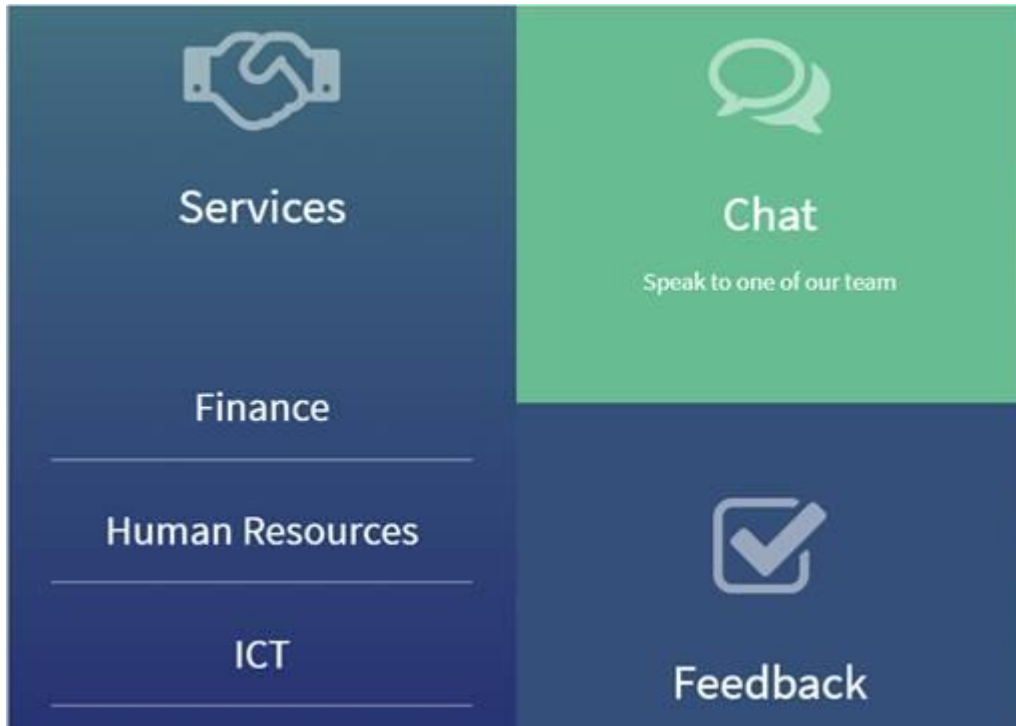 Services
Finance
Human Resources
ICT
Chat
Speak to one of our team
Feedback